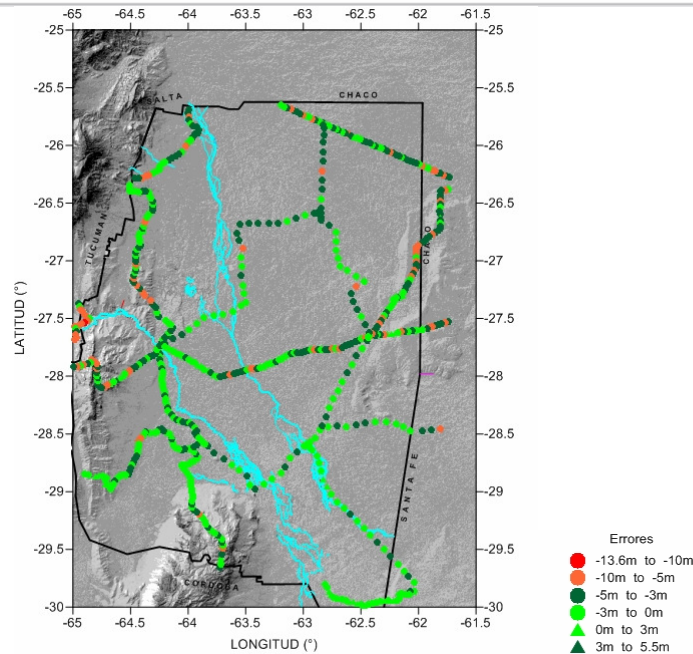 -65 -64.5 -64 -63.5 -63 -62.5 -62 -61.5
-25 -25
-25.5 -25.5
SALTA CHACO
-26 -26
-26.5 -26.5
TUCUMAN
CHACO
-27 -27
-27.5 -27.5
LATITUD (°)
-28 -28
-28.5 -28.5
SANTA FE
-29 -29
-29.5 -29.5
CORDOBA
-30 -30
-65 -64.5 -64 -63.5 -63 -62.5 -62 -61.5
LONGITUD (°)
Errores
-13.6m to -10m
-10m to -5m
-5m to -3m
-3m to 0m
0m to 3m
3m to 5.5m